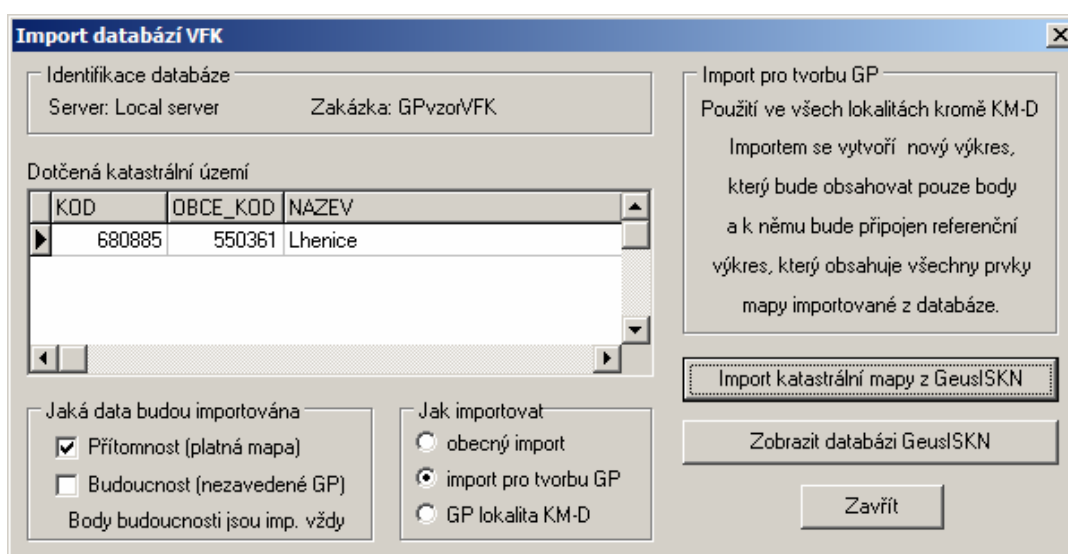 Import databází VFK
Identifikace databáze
Server: Local server Zakázka: GPvzorVFK
Dotčená katastrální území
KOD OBCE_KOD NAZEV
680885 550361 Lhenice
Jaká data budou importována
Přítomnost (platná mapa)
Budoucnost (nezavedené GP)
Body budoucnosti jsou imp. vždy
Jak importovat
obecný import
import pro tvorbu GP
GP lokalita KM-D
Import pro tvorbu GP
Použití ve všech lokalitách kromě KM-D
Importem se vytvoří nový výkres,
který bude obsahovat pouze body
a k němu bude připojen referenční
výkres, který obsahuje všechny prvky
mapy importované z databáze.
Import katastrální mapy z GeusISKN
Zobrazit databázi GeusISKN
Zavřít